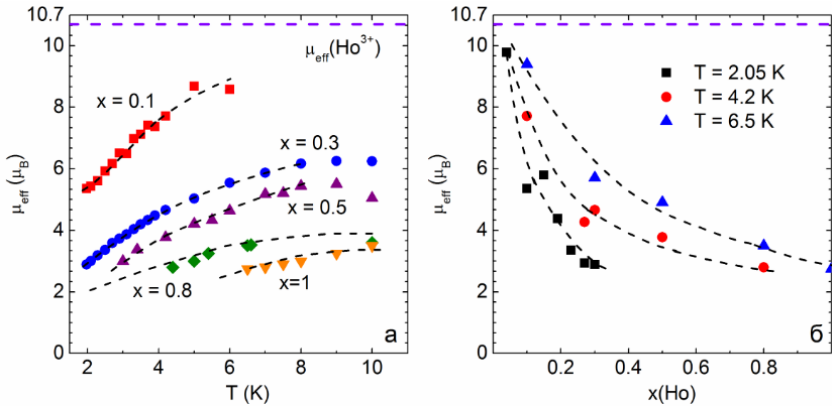 10.7
10
8
6
4
2
0
μeff (μB)
μeff(Ho3+)
x = 0.1
x = 0.3
x = 0.5
x = 0.8
x=1
а
2
4
6
8
10
T (K)
10.7
10
8
6
4
2
0
μeff (μB)
T = 2.05 K
T = 4.2 K
T = 6.5 K
б
0.2
0.4
0.6
0.8
x(Ho)